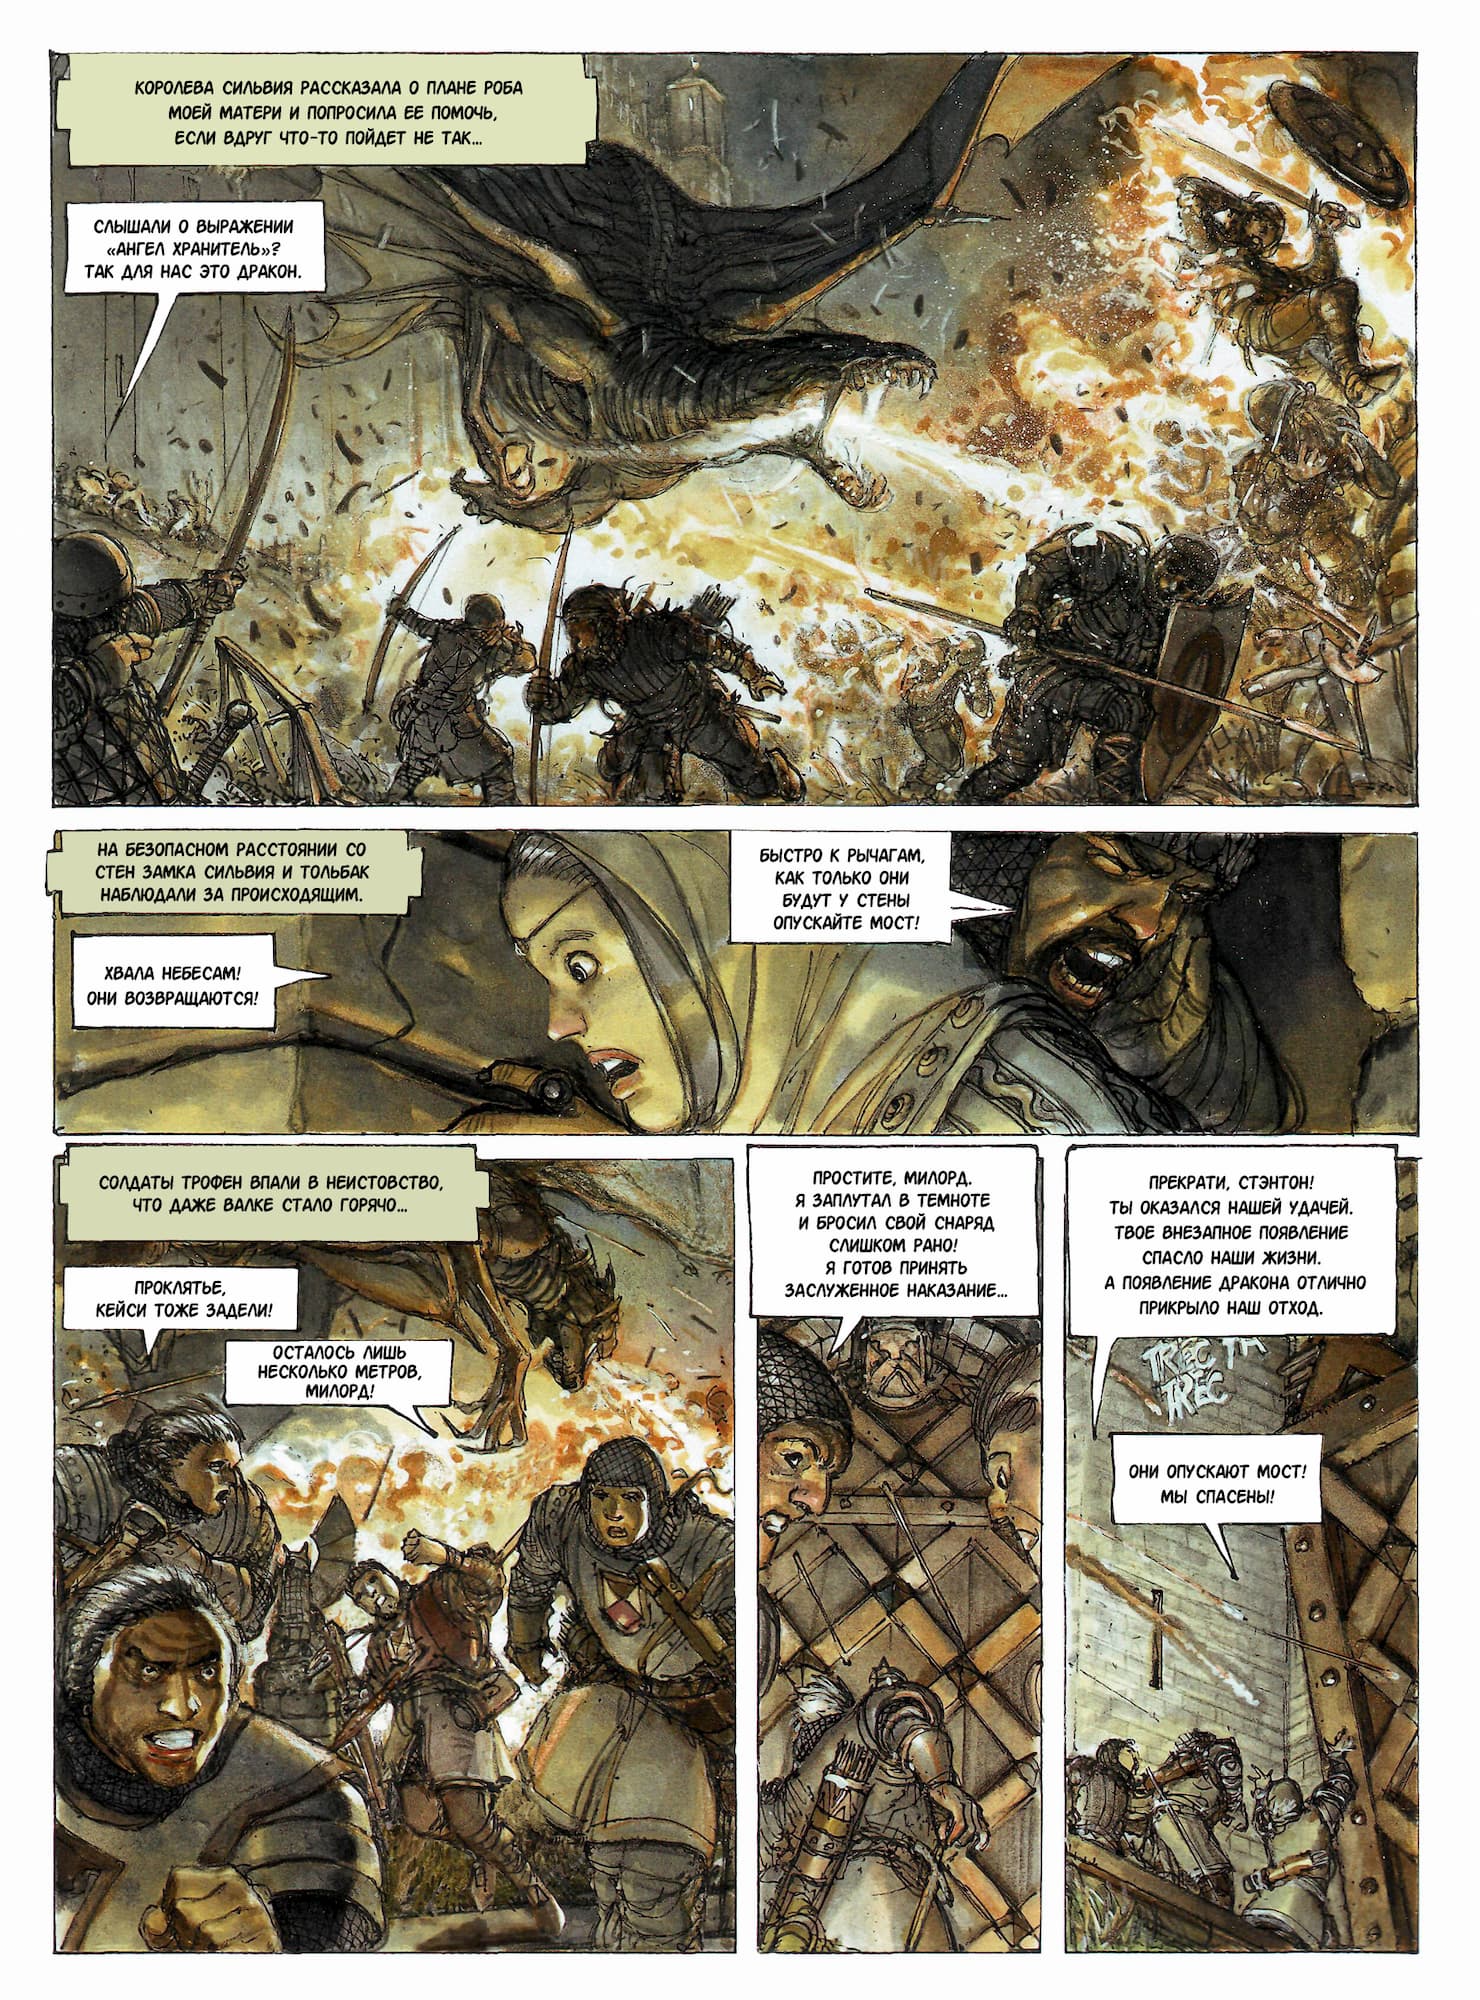 КОРОЛЕВА СИЛЬВИЯ РАССКАЗАЛА О ПЛАНЕ РОБА
МОЕЙ МАТЕРИ И ПОПРОСИЛА ЕЕ ПОМОЧЬ,
ЕСЛИ ВДРУГ ЧТО-ТО ПОЙДЕТ НЕ ТАК...
СЛЫШАЛИ О ВЫРАЖЕНИИ
«АНГЕЛ ХРАНИТЕЛЬ»?
ТАК ДЛЯ НАС ЭТО ДРАКОН.
НА БЕЗОПАСНОМ РАССТОЯНИИ СО
СТЕН ЗАМКА СИЛЬВИЯ И ТОЛЬБАК
НАБЛЮДАЛИ ЗА ПРОИСХОДЯЩИМ.
ХВАЛА НЕБЕСАМ!
ОНИ ВОЗВРАЩАЮТСЯ!
БЫСТРО К РЫЧАГАМ,
КАК ТОЛЬКО ОНИ
БУДУТ У СТЕНЫ
ОПУСКАЙТЕ МОСТ!
СОЛДАТЫ ТРОФЕН ВПАЛИ В НЕИСТОВСТВО,
ЧТО ДАЖЕ ВАЛКЕ СТАЛО ГОРЯЧО...
ПРОКЛЯТЬЕ,
КЕЙСИ ТОЖЕ ЗАДЕЛИ!
ОСТАЛОСЬ ЛИШЬ
НЕСКОЛЬКО МЕТРОВ,
МИЛОРД!
ПРОСТИТЕ, МИЛОРД.
Я ЗАПЛУТАЛ В ТЕМНОТЕ
И БРОСИЛ СВОЙ СНАРЯД
СЛИШКОМ РАНО!
Я ГОТОВ ПРИНЯТЬ
ЗАСЛУЖЕННОЕ НАКАЗАНИЕ...
ПРЕКРАТИ, СТЭНТОН!
ТЫ ОКАЗАЛСЯ НАШЕЙ УДАЧЕЙ.
ТВОЕ ВНЕЗАПНОЕ ПОЯВЛЕНИЕ
СПАСЛО НАШИ ЖИЗНИ.
А ПОЯВЛЕНИЕ ДРАКОНА ОТЛИЧНО
ПРИКРЫЛО НАШ ОТХОД.
TREC TA
TREC
ОНИ ОПУСКАЮТ МОСТ!
МЫ СПАСЕНЫ!